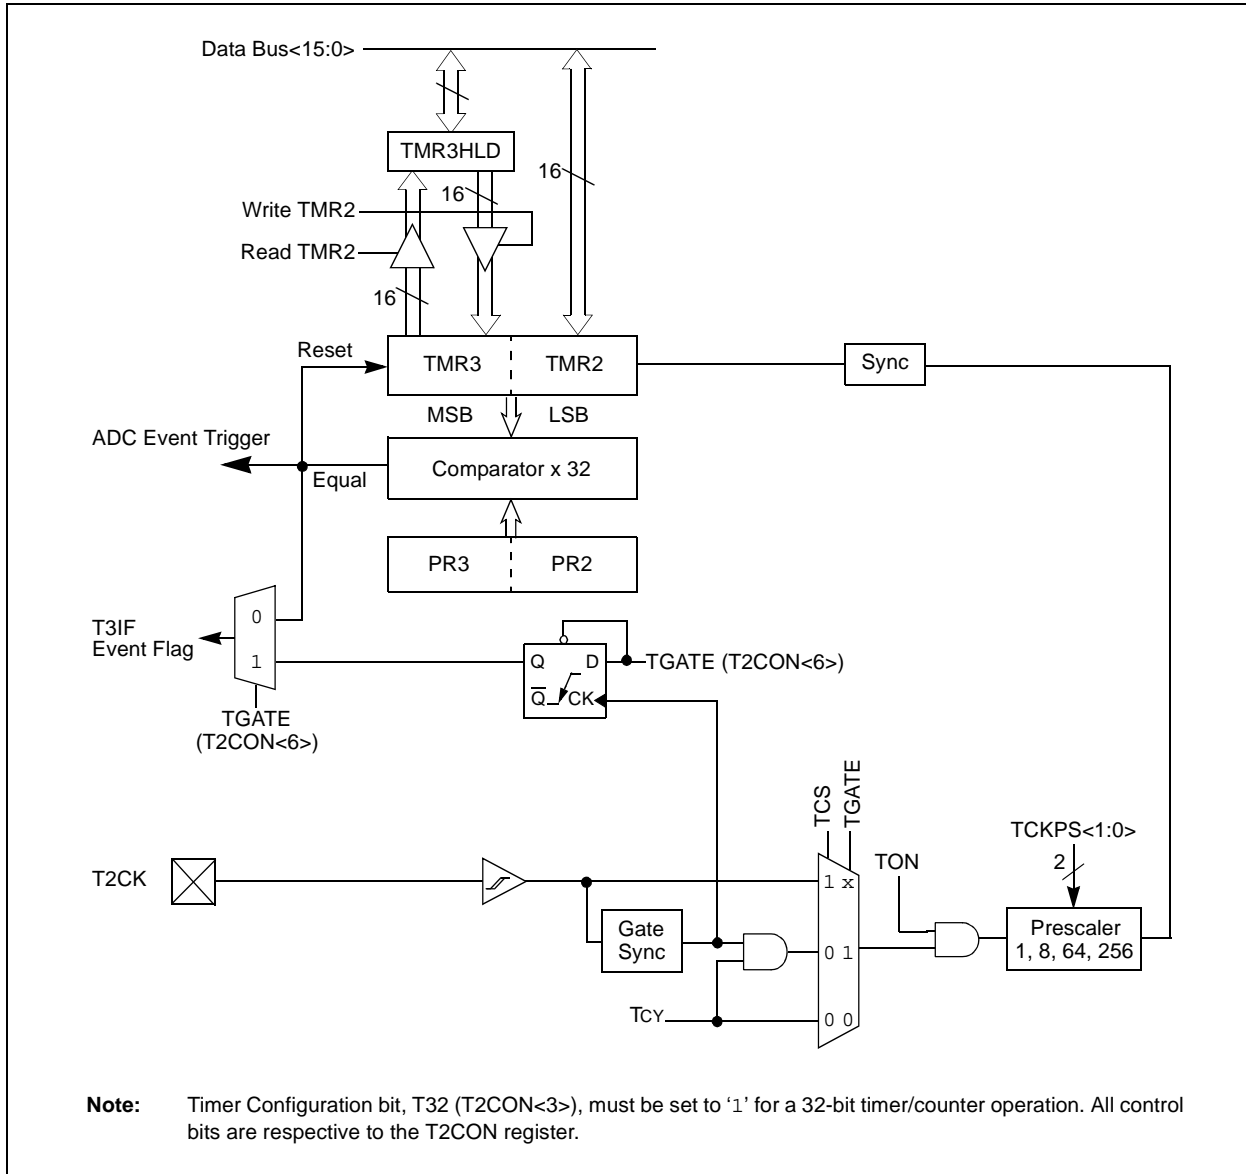 Data Bus<15:0>
TMR3HLD
16
16
Write TMR2
Read TMR2
16
Reset
TMR3
TMR2
Sync
MSB
LSB
ADC Event Trigger
Equal
Comparator x 32
PR3
PR2
0
T3IF
Event Flag
1
Q
D
TGATE (T2CON<6>)
Q̅
CK
TGATE
(T2CON<6>)
TCS
TGATE
TCKPS<1:0>
2
TON
T2CK
1 x
Gate
Sync
0 1
Prescaler
1, 8, 64, 256
TCY
0 0
Note: Timer Configuration bit, T32 (T2CON<3>), must be set to ‘1’ for a 32-bit timer/counter operation. All control
bits are respective to the T2CON register.